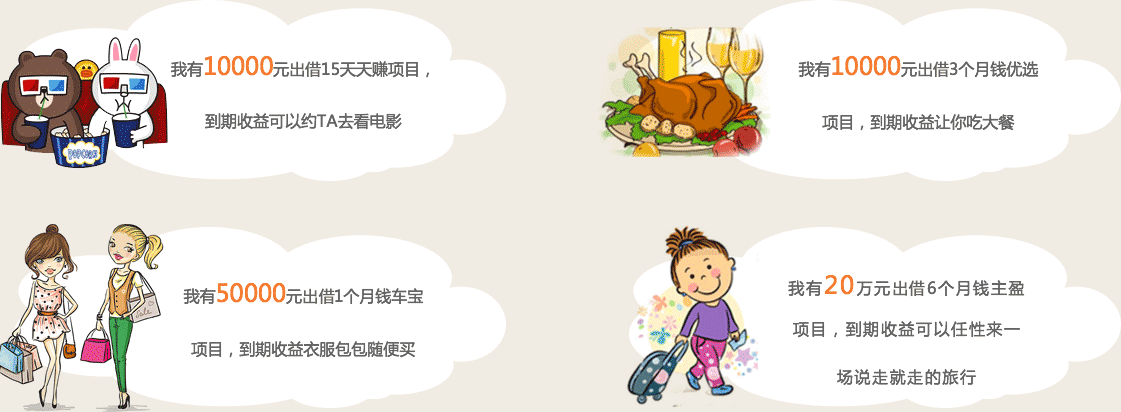 我有10000元出借15天天赚项目，
到期收益可以约TA去看电影
POPCORN
我有10000元出借3个月钱优选
项目，到期收益让你吃大餐
我有50000元出借1个月钱车宝
项目，到期收益衣服包包随便买
我有20万元出借6个月钱主盈
项目，到期收益可以任性来一
场说走就走的旅行